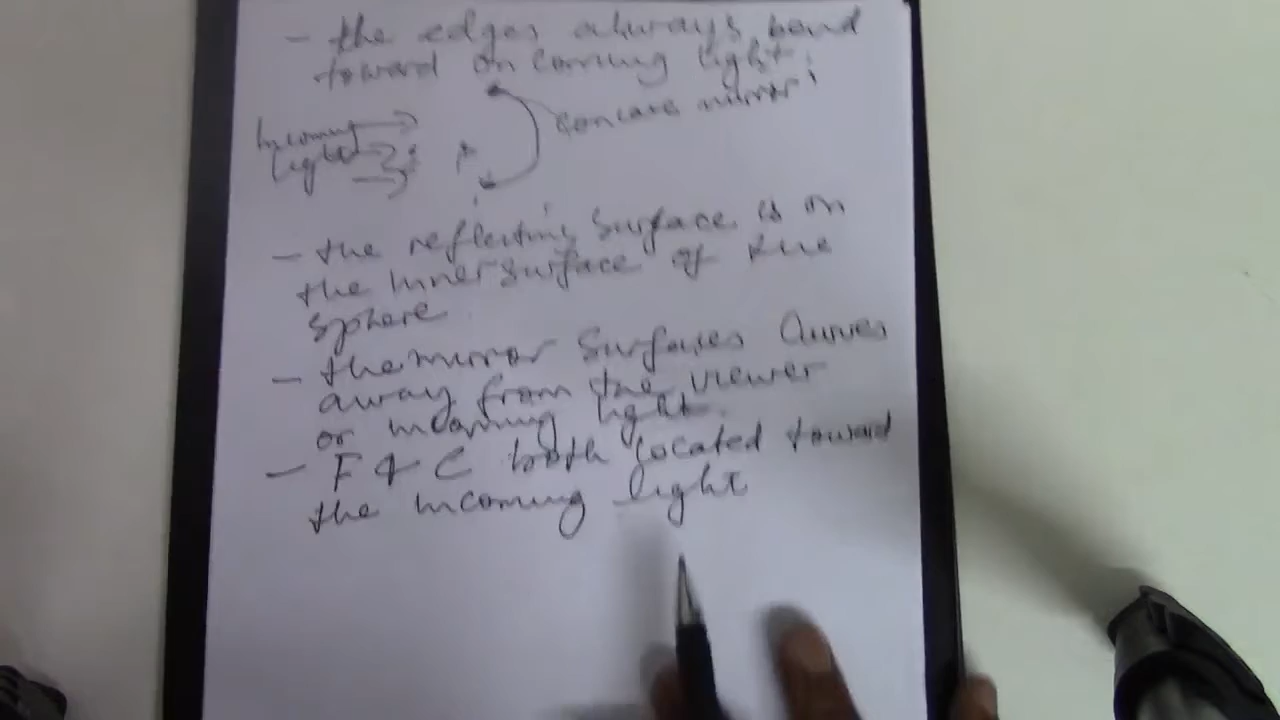 - the edges always bend
toward on coming light.
concave mirror
Incoming
light
- the reflecting surface is on
the inner surface of the
sphere
- the mirror surfaces curves
away from the viewer
or incoming light.
- F & C both located toward
the incoming light